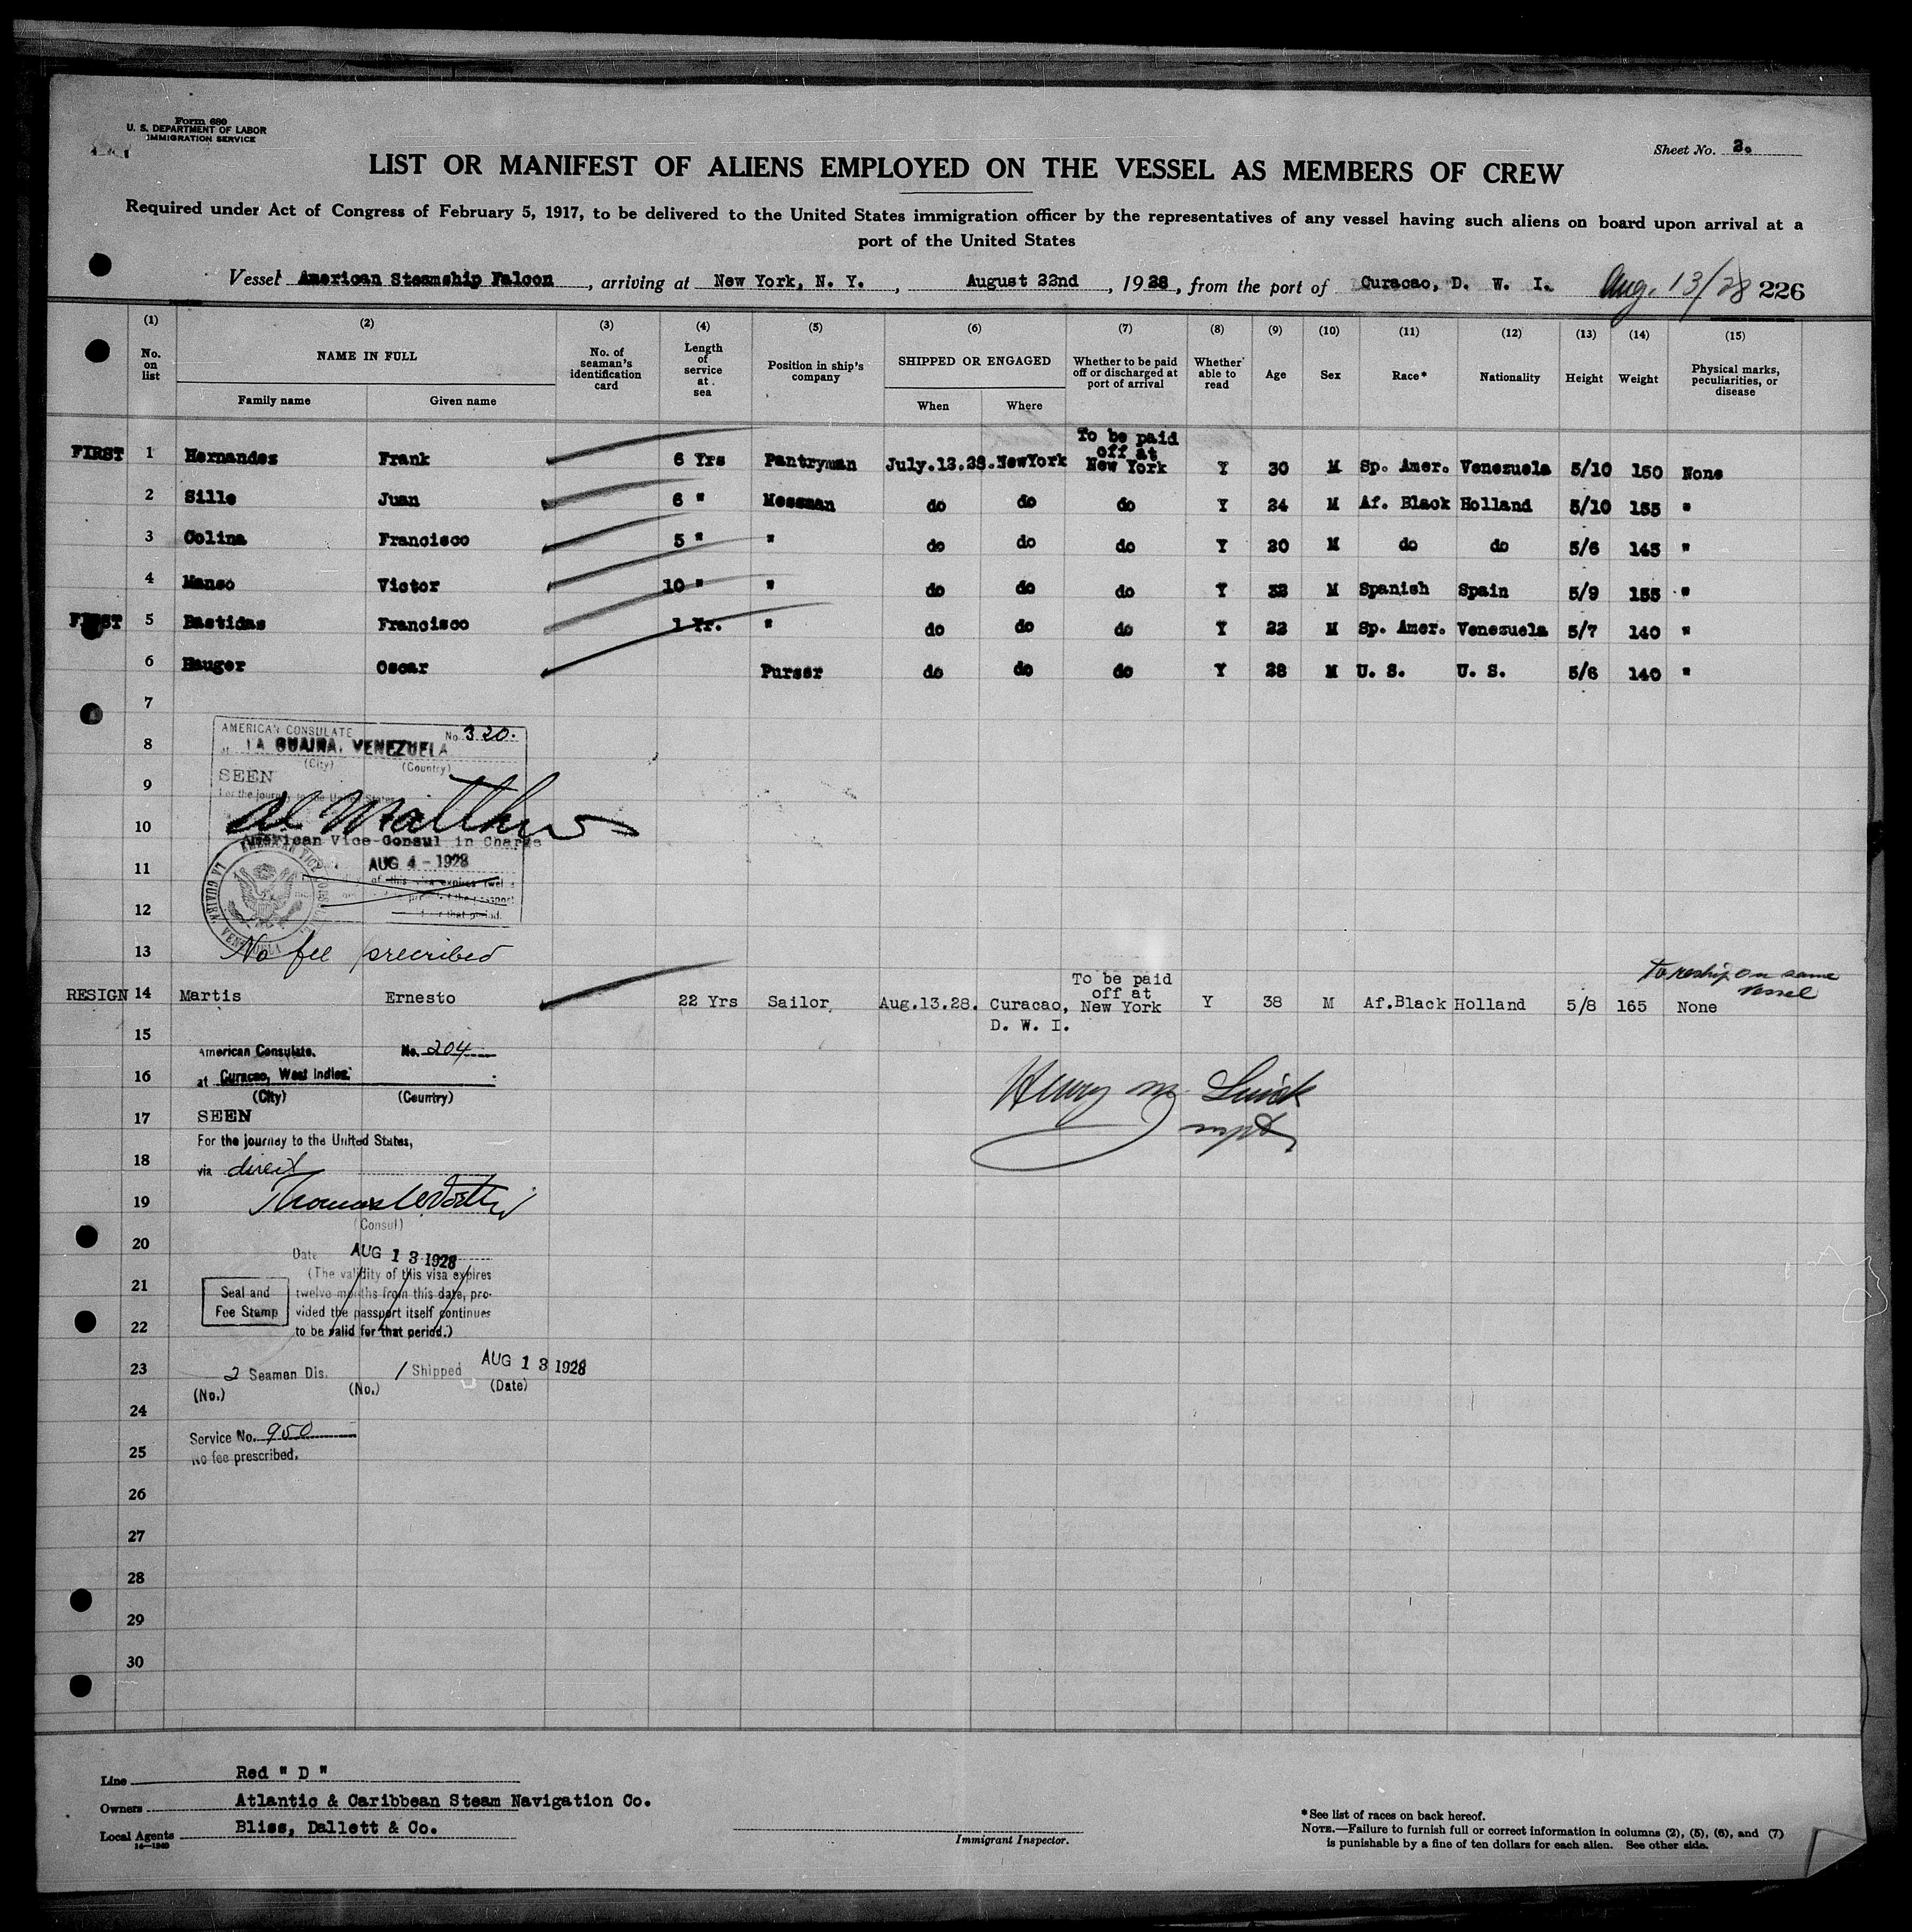 Form 680
U. S. DEPARTMENT OF LABOR
IMMIGRATION SERVICE
Sheet No. 2.
LIST OR MANIFEST OF ALIENS EMPLOYED ON THE VESSEL AS MEMBERS OF CREW
Required under Act of Congress of February 5, 1917, to be delivered to the United States immigration officer by the representatives of any vessel having such aliens on board upon arrival at a
port of the United States
Vessel American Steamship Falcon, arriving at New York, N. Y., August 22nd, 1928, from the port of Curacao, D. W. I. Aug. 13/28 226
(1) No. on list
(2) NAME IN FULL Family name Given name
(3) No. of seaman's identification card
(4) Length of service at sea
(5) Position in ship's company
(6) SHIPPED OR ENGAGED When Where
(7) Whether to be paid off or discharged at port of arrival
(8) Whether able to read
(9) Age
(10) Sex
(11) Race*
(12) Nationality
(13) Height
(14) Weight
(15) Physical marks, peculiarities, or disease
FIRST 1 Hernandez Frank 6 Yrs Pantryman July.13.28. NewYork To be paid off at New York Y 30 M Sp. Amer. Venezuela 5/10 150 None
2 Sille Juan 6 " Messman do do do Y 24 M Af. Black Holland 5/10 155 "
3 Colina Francisco 5 " " do do do Y 20 M do do 5/6 145 "
4 Manso Victor 10 " " do do do Y 32 M Spanish Spain 5/9 155 "
FIRST 5 Bastidas Francisco 1 Yr. " do do do Y 22 M Sp. Amer. Venezuela 5/7 140 "
6 Hauger Oscar Purser do do do Y 28 M U. S. U. S. 5/6 140 "
7
8
9
10
11
12
13
AMERICAN CONSULATE No. 320.
at LA GUAIRA, VENEZUELA
(City) (Country)
SEEN
For the journey to the United States
American Vice-Consul in Charge
AUG 4 - 1928
No fee prescribed
To reship on same vessel
RESIGN 14 Martis Ernesto 22 Yrs Sailor Aug.13.28. Curacao, D. W. I. To be paid off at New York Y 38 M Af.Black Holland 5/8 165 None
15
16
17
18
19
20
21
22
23
24
25
26
27
28
29
30
American Consulate. No. 204
at Curacao, West Indies.
(City) (Country)
SEEN
For the journey to the United States,
via direct
(Consul)
Date AUG 13 1928
(The validity of this visa expires
twelve months from this date, pro-
vided the passport itself continues
to be valid for that period.)
Seal and
Fee Stamp
2 Seamen Dis. 1 Shipped AUG 13 1928
(No.) (No.) (Date)
Service No. 950
No fee prescribed.
Line Red " D "
Owners Atlantic & Caribbean Steam Navigation Co.
Local Agents Bliss, Dallett & Co.
14—1240
Immigrant Inspector.
*See list of races on back hereof.
NOTE.—Failure to furnish full or correct information in columns (2), (5), (6), and (7)
is punishable by a fine of ten dollars for each alien. See other side.